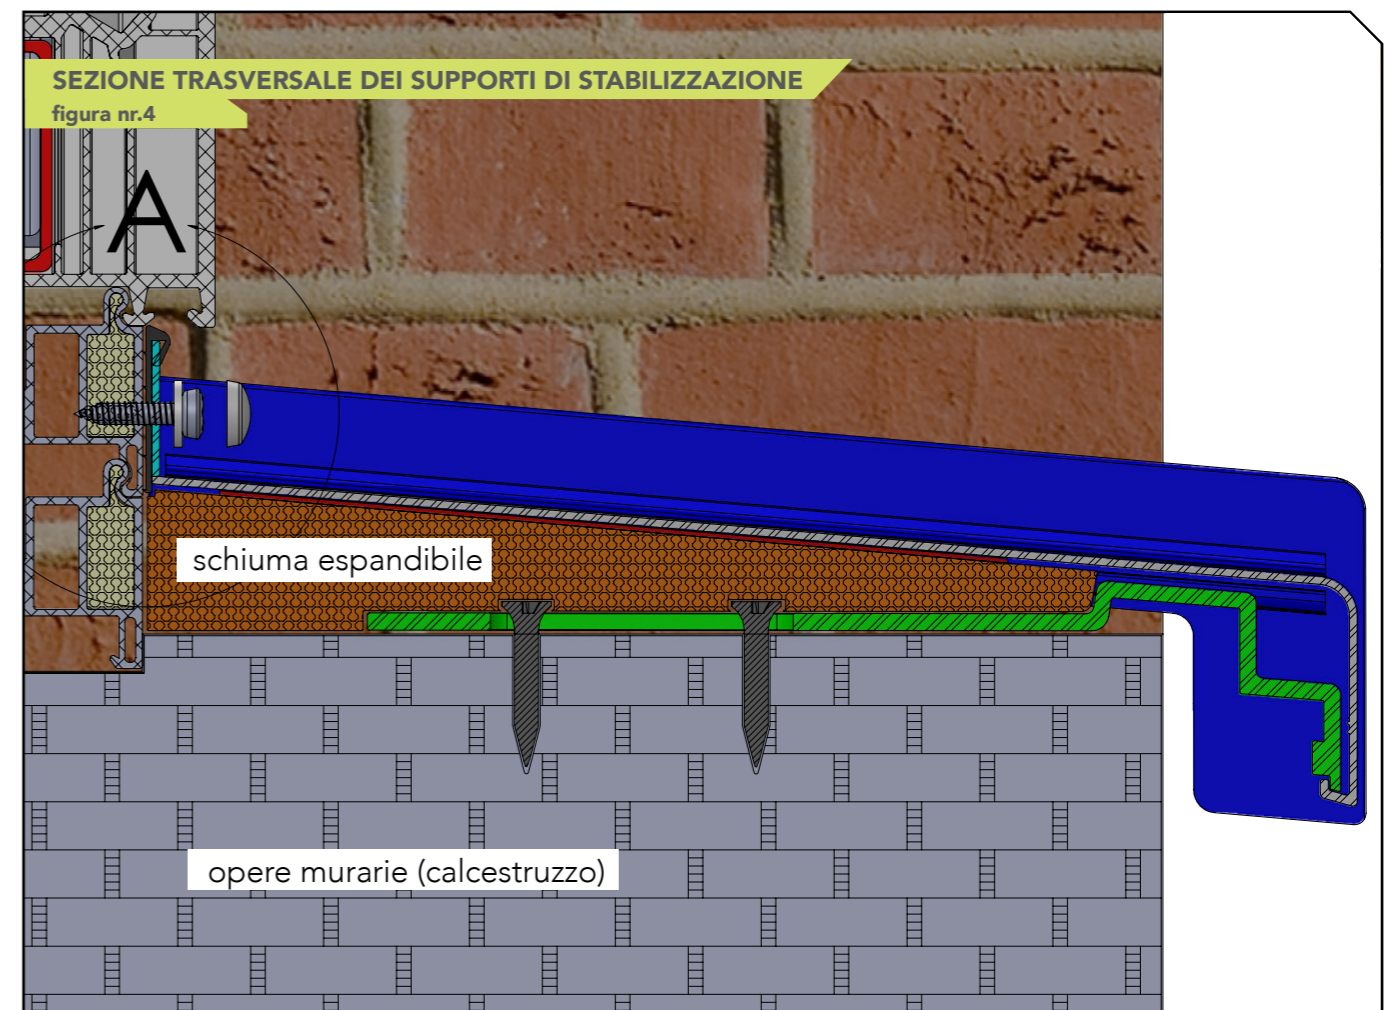 SEZIONE TRASVERSALE DEI SUPPORTI DI STABILIZZAZIONE
figura nr.4
A
schiuma espandibile
opere murarie (calcestruzzo)